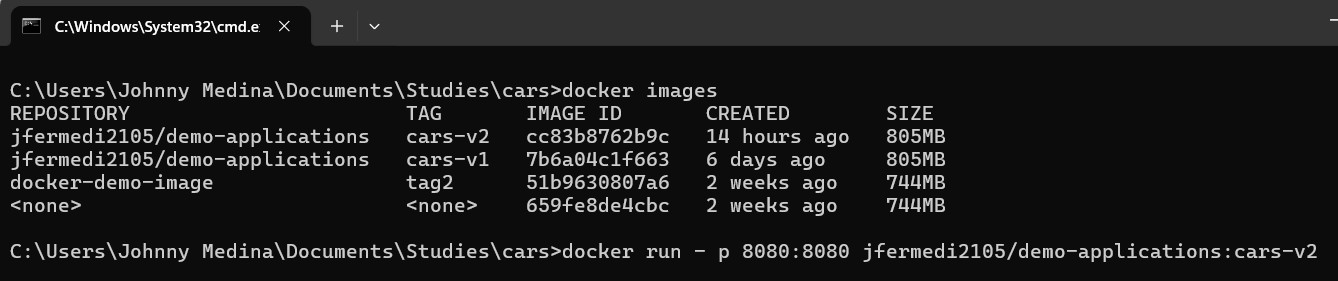 C:\Windows\System32\cmd.e
C:\Users\Johnny Medina\Documents\Studies\cars>docker images
REPOSITORY TAG IMAGE ID CREATED SIZE
jfermedi2105/demo-applications cars-v2 cc83b8762b9c 14 hours ago 805MB
jfermedi2105/demo-applications cars-v1 7b6a04c1f663 6 days ago 805MB
docker-demo-image tag2 51b9630807a6 2 weeks ago 744MB
<none> <none> 659fe8de4cbc 2 weeks ago 744MB
C:\Users\Johnny Medina\Documents\Studies\cars>docker run - p 8080:8080 jfermedi2105/demo-applications:cars-v2